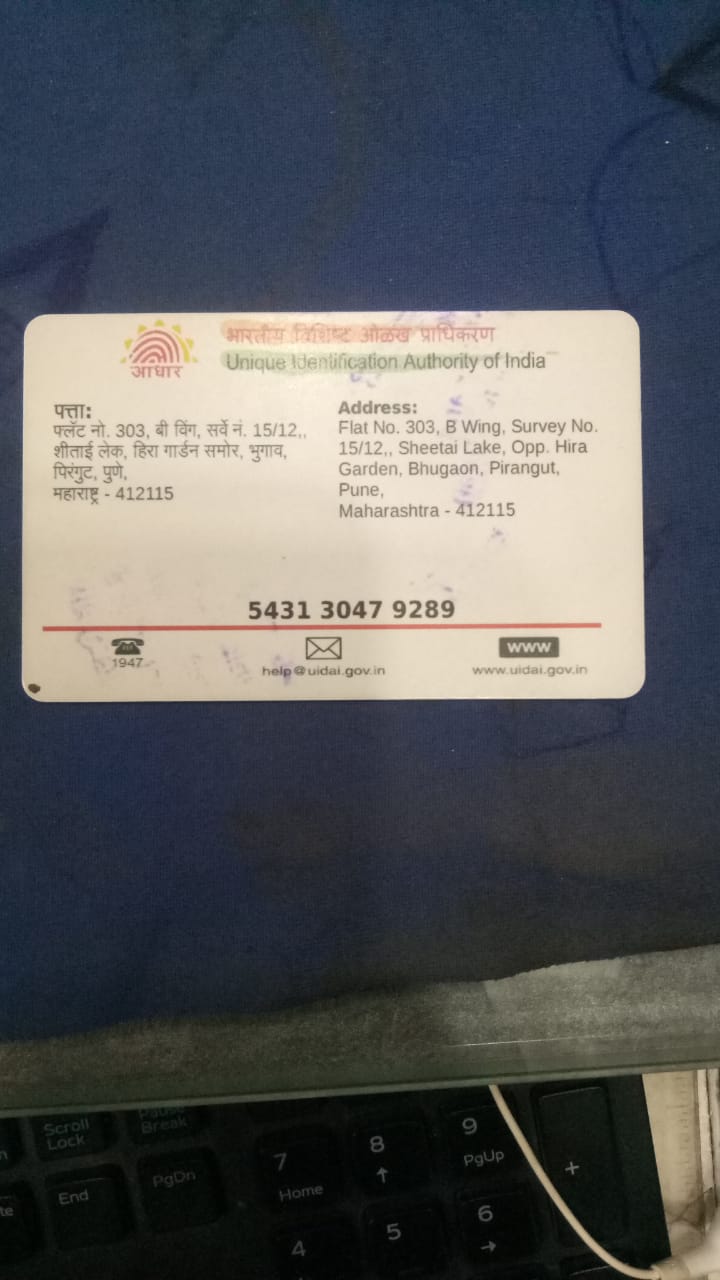 भारतीय विशिष्ट ओळख प्राधिकरण
Unique Identification Authority of India
आधार
पत्ता:
फ्लॅट नो. 303, बी विंग, सर्वे नं. 15/12,,
शीताई लेक, हिरा गार्डन समोर, भुगाव,
पिरंगुट, पुणे,
महाराष्ट्र - 412115
Address:
Flat No. 303, B Wing, Survey No.
15/12,, Sheetai Lake, Opp. Hira
Garden, Bhugaon, Pirangut,
Pune,
Maharashtra - 412115
5431 3047 9289
1947
help@uidai.gov.in
www
www.uidai.gov.in
Scroll
Lock
Pause
Break
7
Home
8
↑
9
PgUp
+
End
PgDn
4
5
6
→